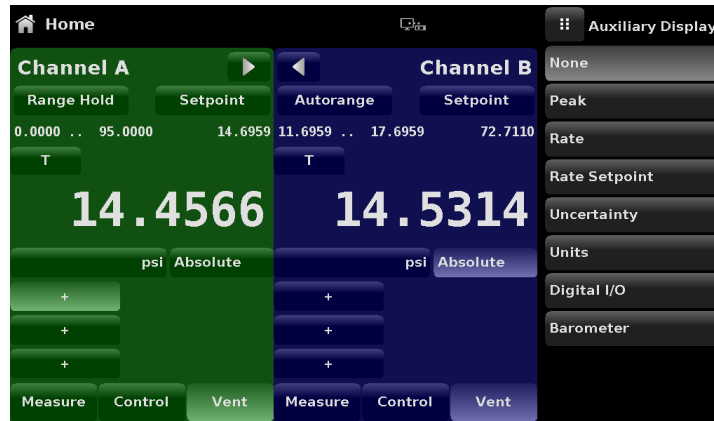 Home
Auxiliary Display
Channel A
Channel B
Range Hold Setpoint
Autorange Setpoint
0.0000 .. 95.0000 14.6959
11.6959 .. 17.6959 72.7110
T
T
14.4566
14.5314
psi Absolute
psi Absolute
+
+
+
+
+
+
Measure Control Vent
Measure Control Vent
None
Peak
Rate
Rate Setpoint
Uncertainty
Units
Digital I/O
Barometer